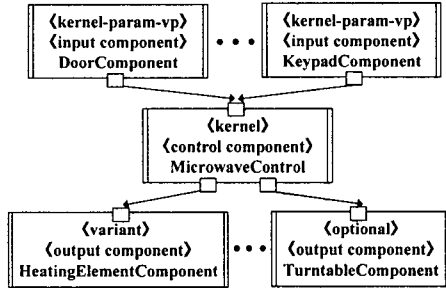 《kernel-param-vp》
《input component》
DoorComponent
《kernel-param-vp》
《input component》
KeypadComponent
《kernel》
《control component》
MicrowaveControl
《variant》
《output component》
HeatingElementComponent
《optional》
《output component》
TurntableComponent